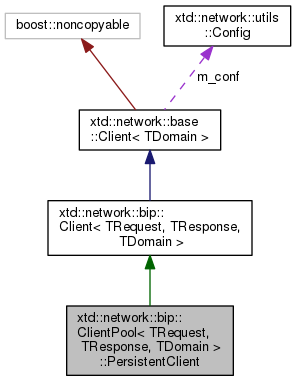 boost::noncopyable
xtd::network::utils
::Config
m_conf
xtd::network::base
::Client< TDomain >
xtd::network::bip::
Client< TRequest, TResponse,
TDomain >
xtd::network::bip::
ClientPool< TRequest,
TResponse, TDomain >
::PersistentClient